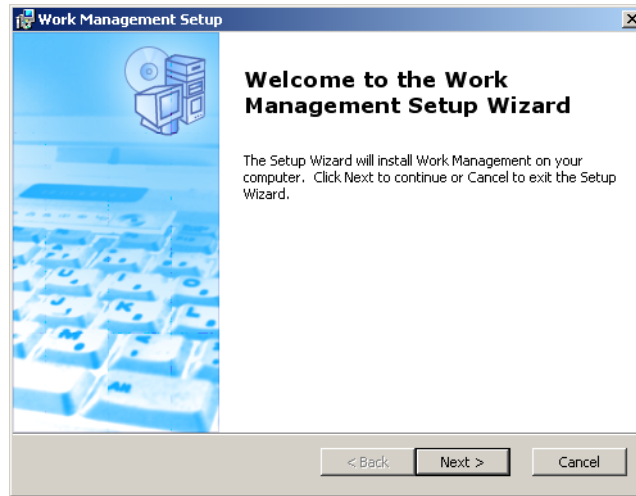 Work Management Setup
Welcome to the Work
Management Setup Wizard
The Setup Wizard will install Work Management on your
computer. Click Next to continue or Cancel to exit the Setup
Wizard.
U I O
J K L
M
Alt
< Back Next > Cancel